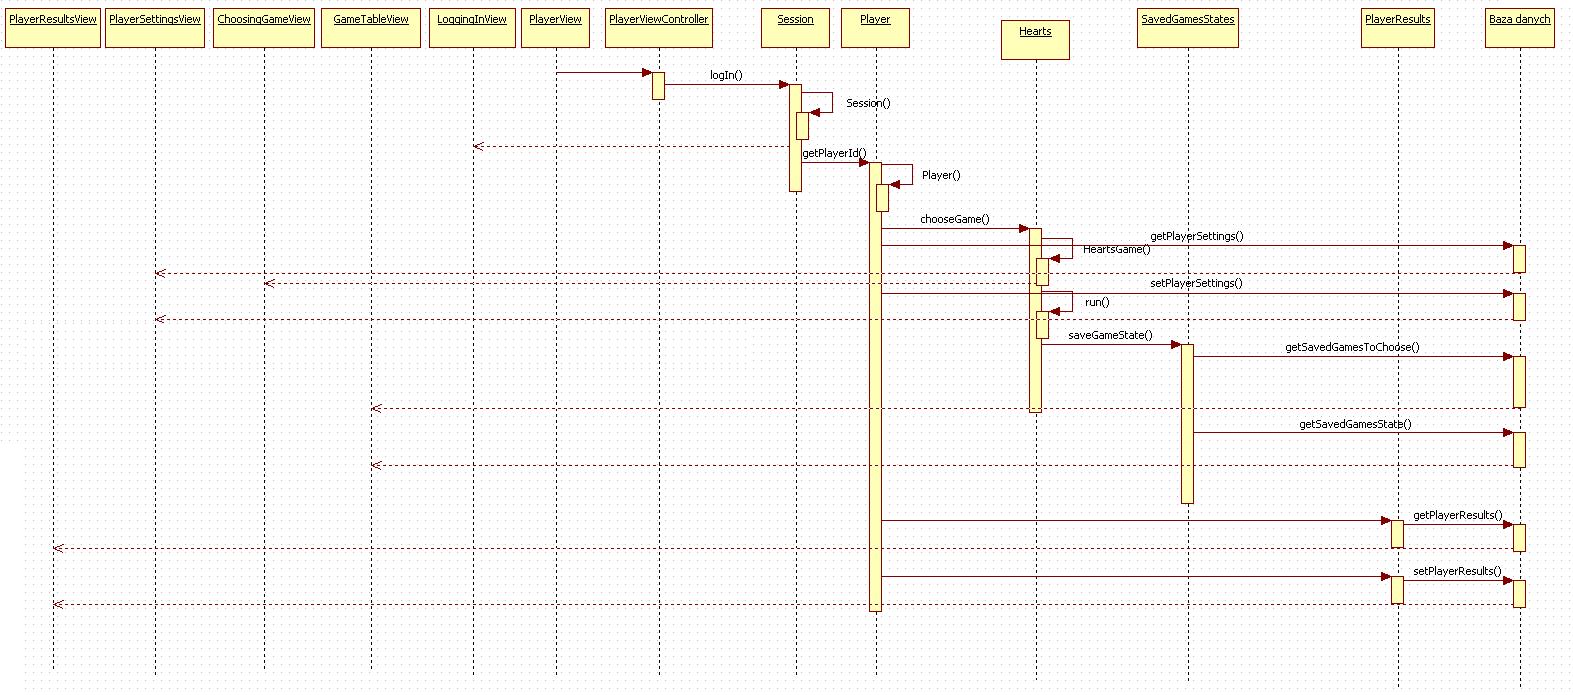 PlayerResultsView
PlayerSettingsView
ChoosingGameView
GameTableView
LoggingInView
PlayerView
PlayerViewController
Session
Player
Hearts
SavedGamesStates
PlayerResults
Baza danych
logIn()
Session()
getPlayerId()
Player()
chooseGame()
getPlayerSettings()
HeartsGame()
setPlayerSettings()
run()
saveGameState()
getSavedGamesToChoose()
getSavedGamesState()
getPlayerResults()
setPlayerResults()